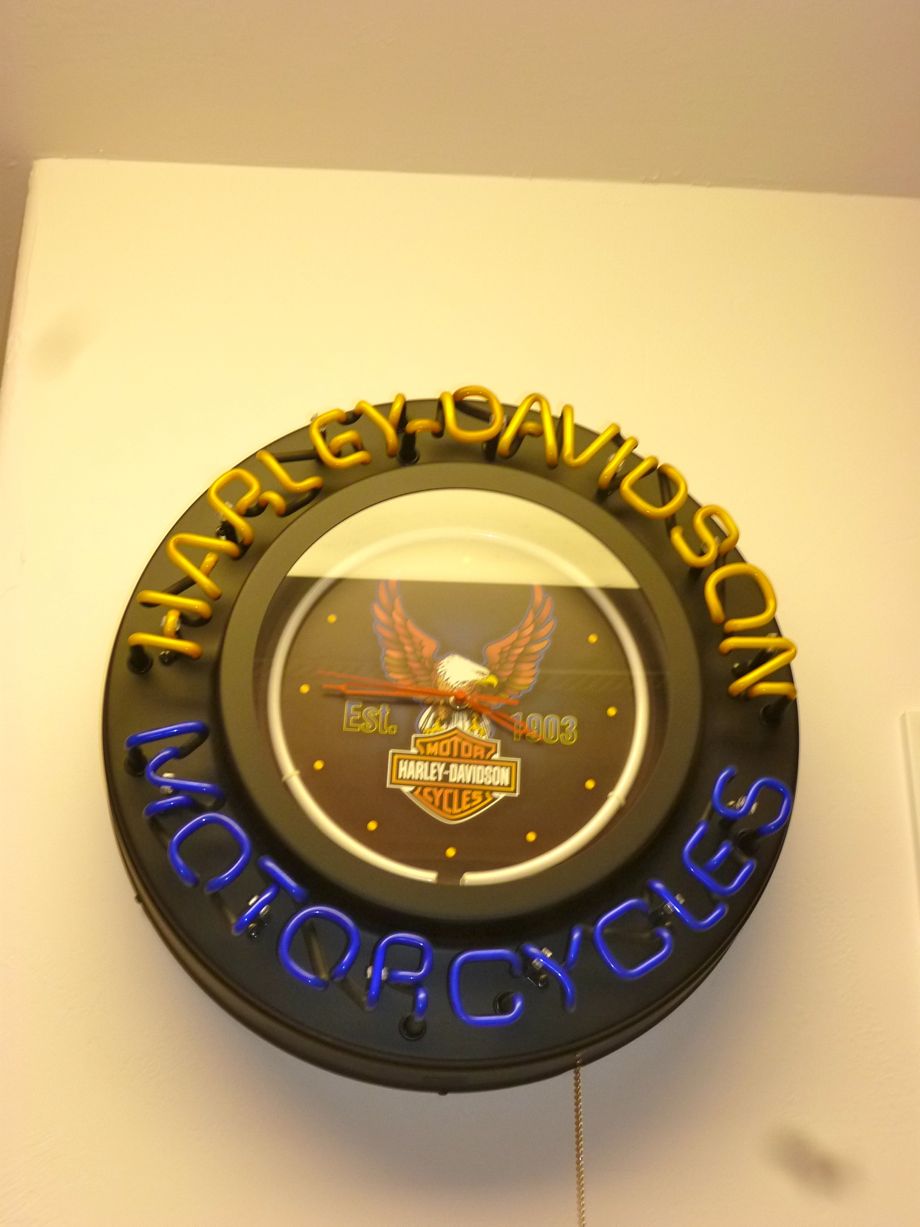 HARLEY-DAVIDSON
Est. 1903
MOTOR
HARLEY-DAVIDSON
CYCLES
MOTORCYCLES